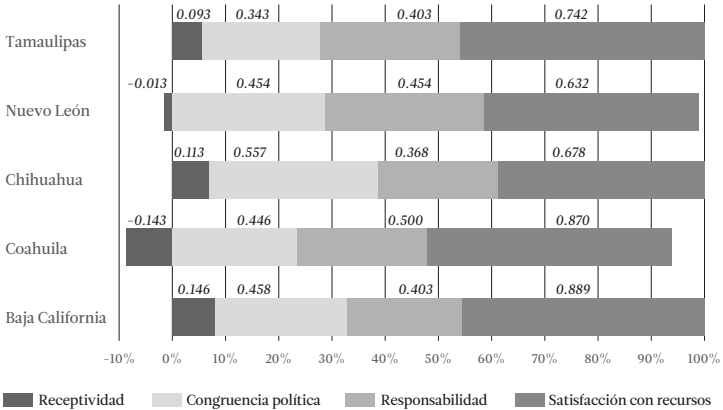 0.093 0.343 0.403 0.742
Tamaulipas
-0.013 0.454 0.454 0.632
Nuevo León
0.113 0.557 0.368 0.678
Chihuahua
-0.143 0.446 0.500 0.870
Coahuila
0.146 0.458 0.403 0.889
Baja California
-10% 0% 10% 20% 30% 40% 50% 60% 70% 80% 90% 100%
Receptividad Congruencia política Responsabilidad Satisfacción con recursos